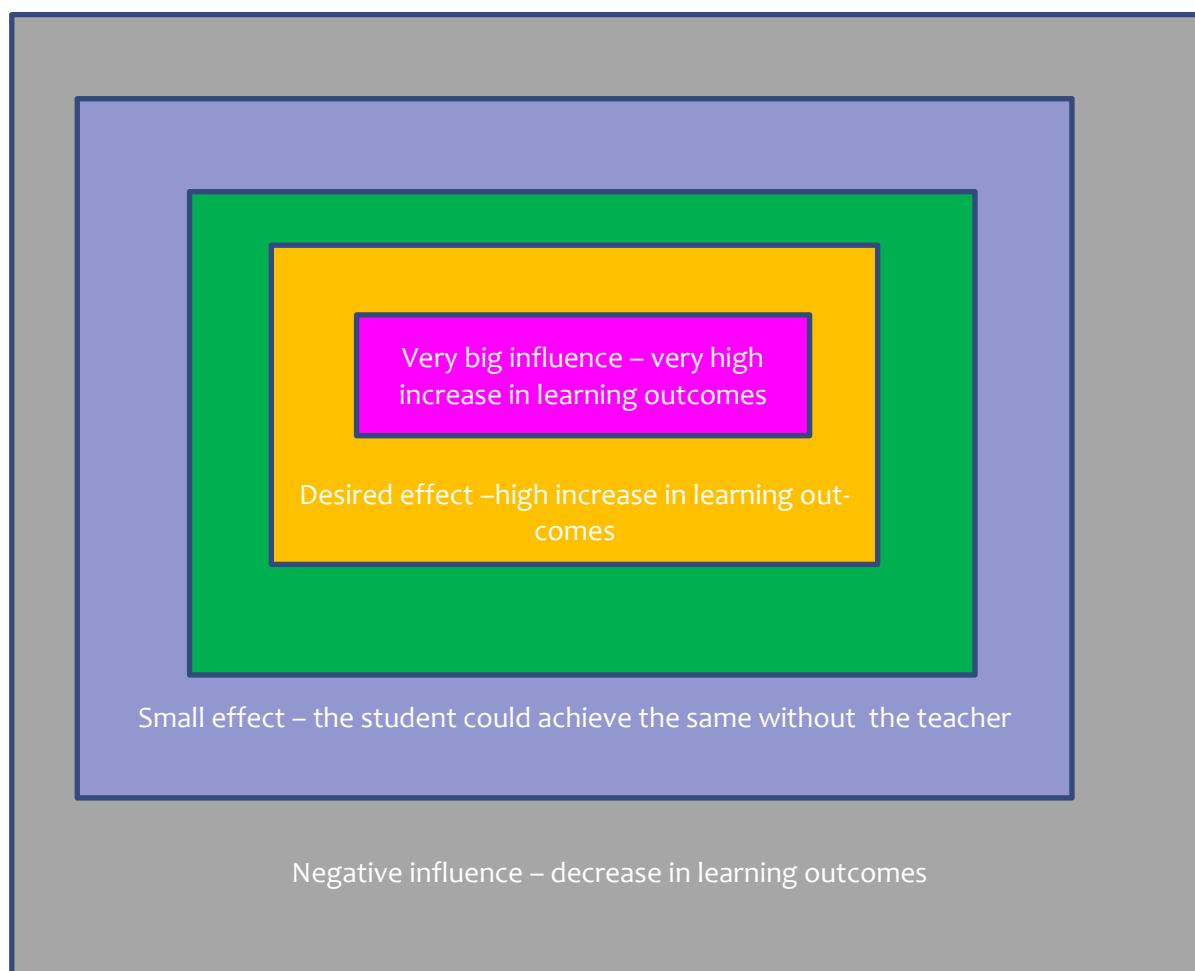 Very big influence – very high
increase in learning outcomes
Desired effect –high increase in learning out-
comes
Small effect – the student could achieve the same without  the teacher
Negative influence – decrease in learning outcomes